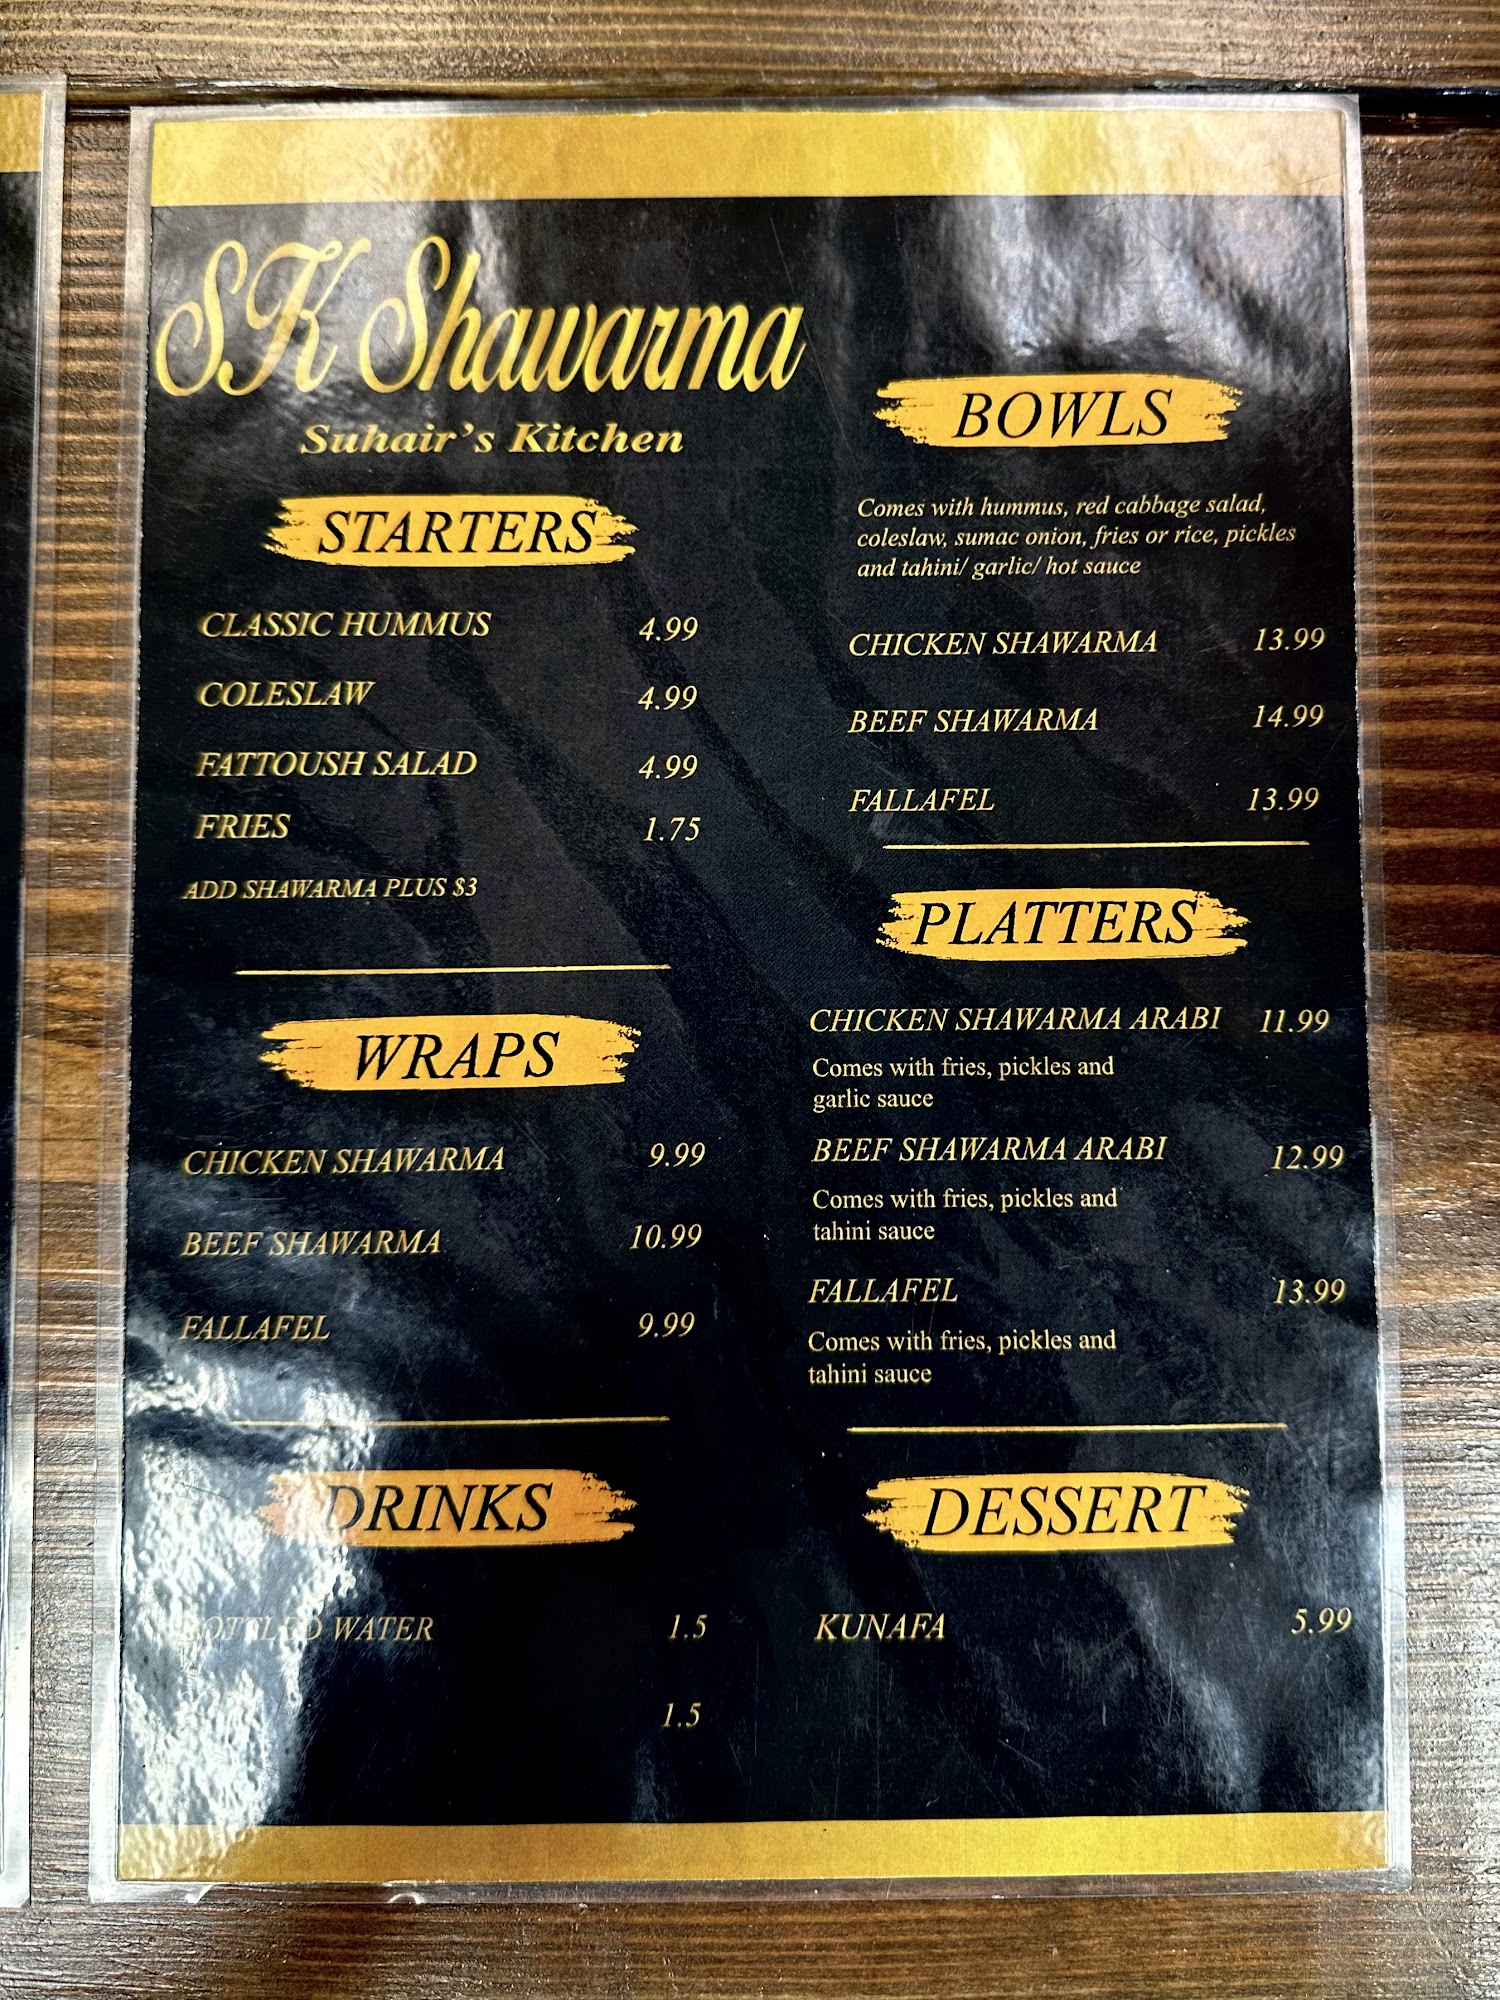 SK Shawarma
Suhair's Kitchen
STARTERS
CLASSIC HUMMUS 4.99
COLESLAW 4.99
FATTOUSH SALAD 4.99
FRIES 1.75
ADD SHAWARMA PLUS $3
WRAPS
CHICKEN SHAWARMA 9.99
BEEF SHAWARMA 10.99
FALLAFEL 9.99
DRINKS
BOTTLED WATER 1.5
1.5
BOWLS
Comes with hummus, red cabbage salad,
coleslaw, sumac onion, fries or rice, pickles
and tahini/ garlic/ hot sauce
CHICKEN SHAWARMA 13.99
BEEF SHAWARMA 14.99
FALLAFEL 13.99
PLATTERS
CHICKEN SHAWARMA ARABI 11.99
Comes with fries, pickles and
garlic sauce
BEEF SHAWARMA ARABI 12.99
Comes with fries, pickles and
tahini sauce
FALLAFEL 13.99
Comes with fries, pickles and
tahini sauce
DESSERT
KUNAFA 5.99